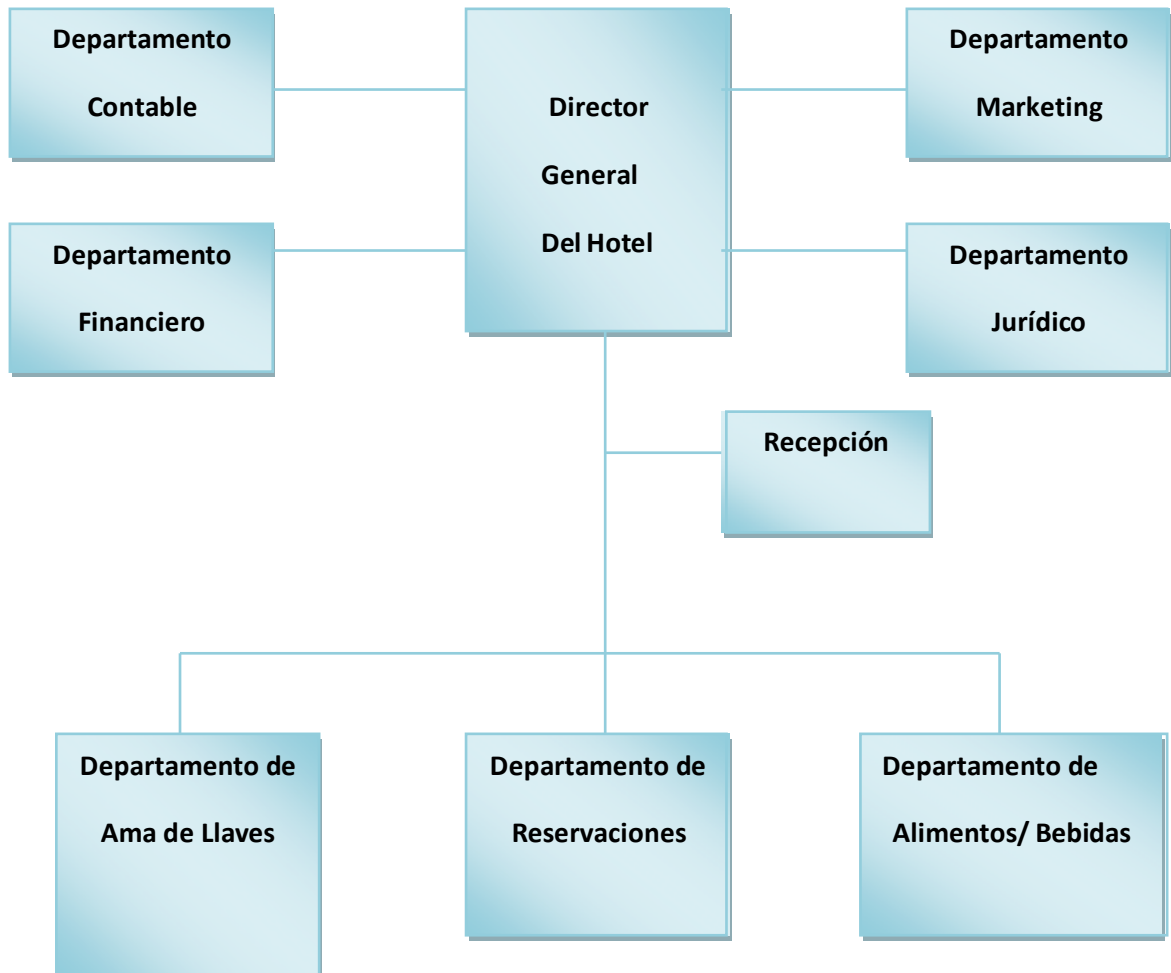 Departamento
Contable
Director
General
Del Hotel
Departamento
Marketing
Departamento
Financiero
Departamento
Jurídico
Recepción
Departamento de
Ama de Llaves
Departamento de
Reservaciones
Departamento de
Alimentos/ Bebidas